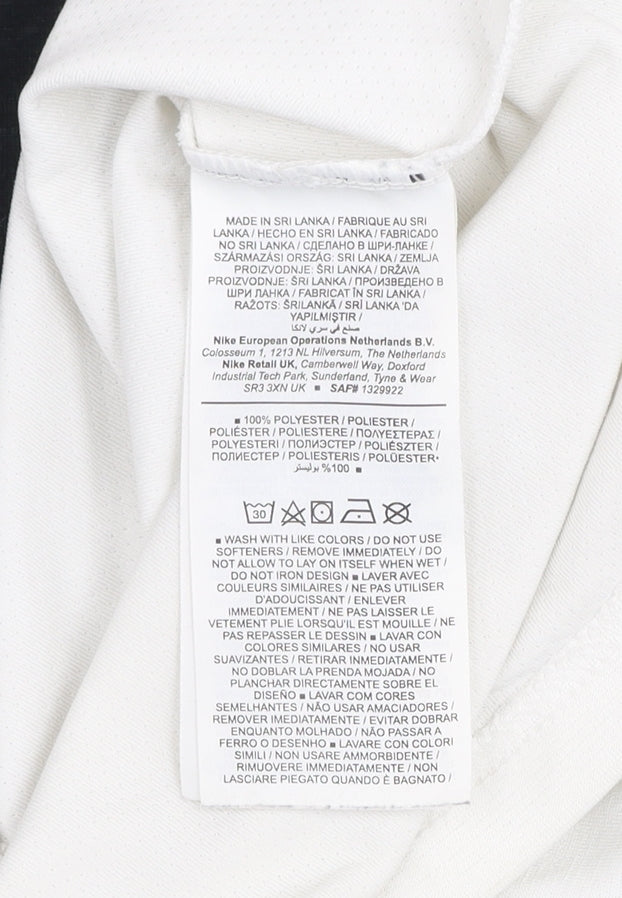 MADE IN SRI LANKA / FABRIQUE AU SRI
LANKA / HECHO EN SRI LANKA / FABRICADO
NO SRI LANKA / СДЕЛАНО В ШРИ-ЛАНКЕ /
SZÁRMAZÁSI ORSZÁG: SRI LANKA / ZEMLJA
PROIZVODNJE: ŠRI LANKA / DRŽAVA
PROIZVODNJE: ŠRI LANKA / ПРОИЗВЕДЕНО В
ШРИ ЛАНКА / FABRICAT ÎN SRI LANKA /
RAŽOTS: ŠRILANKĀ / SRİ LANKA 'DA
YAPILMIŞTIR /
صنع في سري لانكا
Nike European Operations Netherlands B.V.
Colosseum 1, 1213 NL Hilversum, The Netherlands
Nike Retail UK, Camberwell Way, Doxford
Industrial Tech Park, Sunderland, Tyne & Wear
SR3 3XN UK ■ SAF# 1329922
■ 100% POLYESTER / POLIESTER /
POLIÉSTER / POLIESTERE / ΠΟΛΥΕΣΤΕΡΑΣ /
POLYESTERI / ПОЛИЭСТЕР / POLIÉSZTER /
ПОЛИЕСТЕР / POLIESTERIS / POLÜESTER •
■ 100% بوليستر
30
■ WASH WITH LIKE COLORS / DO NOT USE
SOFTENERS / REMOVE IMMEDIATELY / DO
NOT ALLOW TO LAY ON ITSELF WHEN WET /
DO NOT IRON DESIGN ■ LAVER AVEC
COULEURS SIMILAIRES / NE PAS UTILISER
D'ADOUCISSANT / ENLEVER
IMMEDIATEMENT / NE PAS LAISSER LE
VETEMENT PLIE LORSQU'IL EST MOUILLE / NE
PAS REPASSER LE DESSIN ■ LAVAR CON
COLORES SIMILARES / NO USAR
SUAVIZANTES / RETIRAR INMEDIATAMENTE /
NO DOBLAR LA PRENDA MOJADA / NO
PLANCHAR DIRECTAMENTE SOBRE EL
DISEÑO ■ LAVAR COM CORES
SEMELHANTES / NÃO USAR AMACIADORES /
REMOVER IMEDIATAMENTE / EVITAR DOBRAR
ENQUANTO MOLHADO / NÃO PASSAR A
FERRO O DESENHO ■ LAVARE CON COLORI
SIMILI / NON USARE AMMORBIDENTE /
RIMUOVERE IMMEDIATAMENTE / NON
LASCIARE PIEGATO QUANDO È BAGNATO /